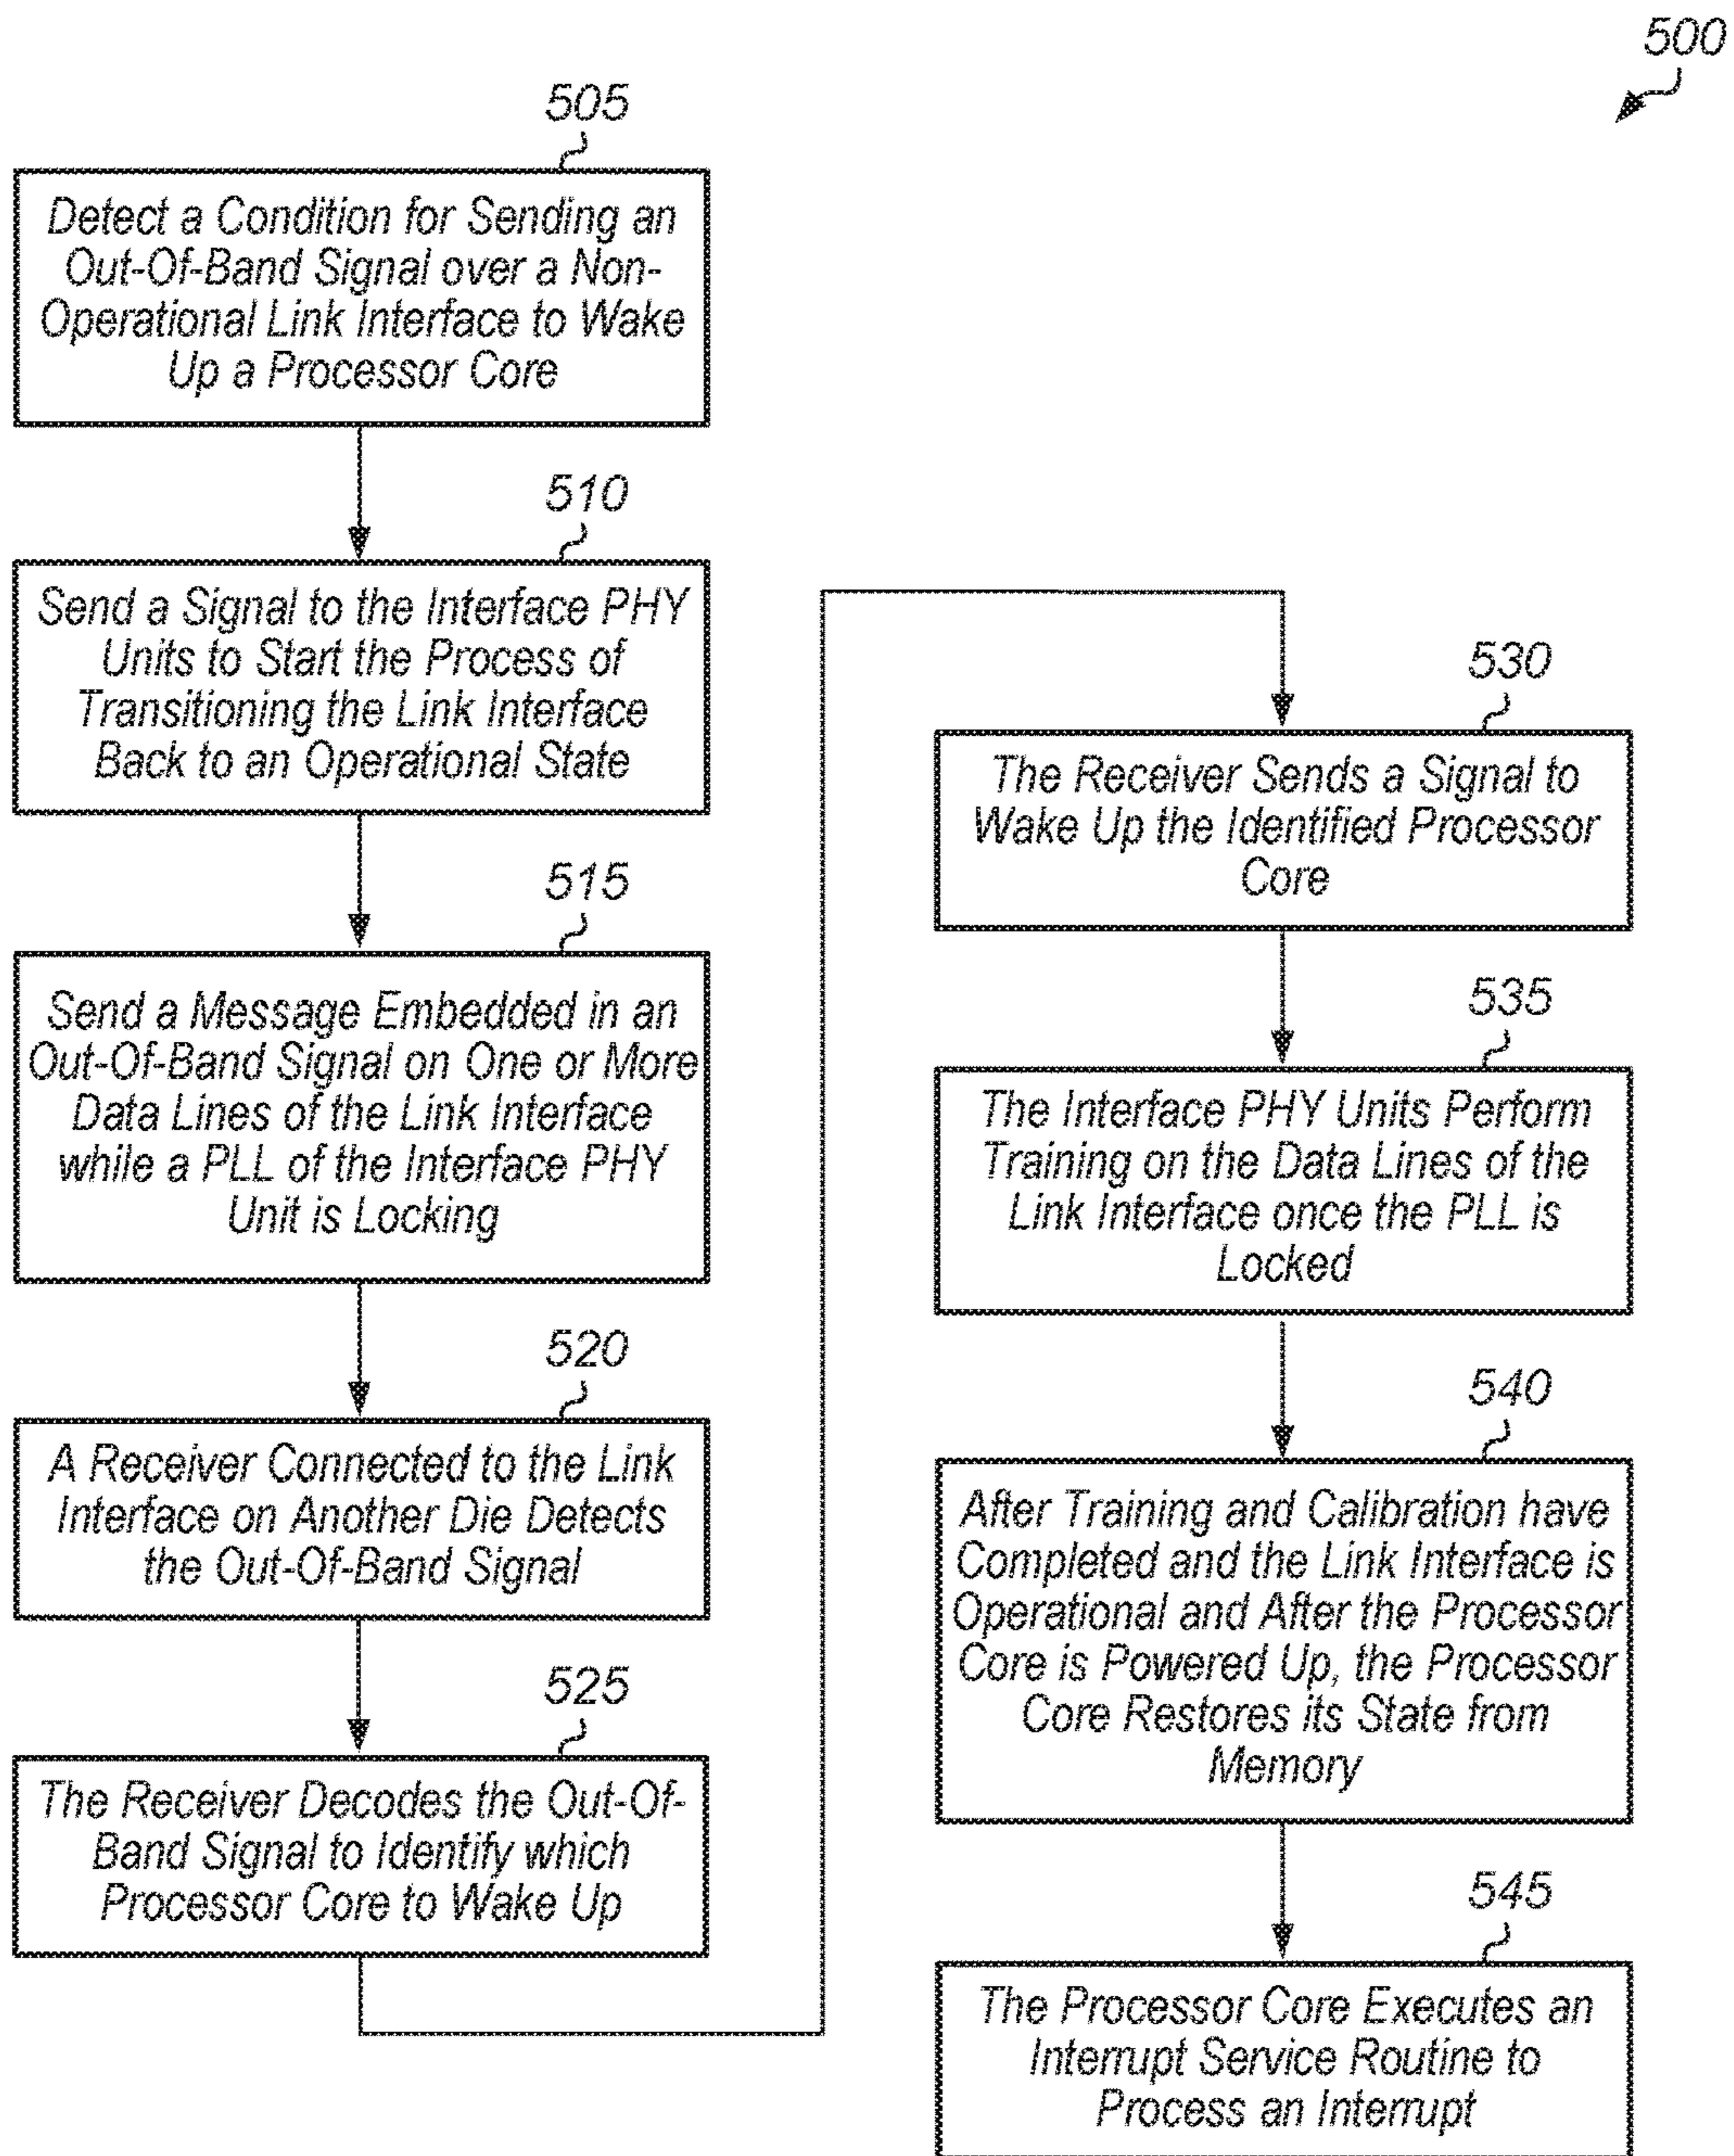 500
505
Detect a Condition for Sending an
Out-Of-Band Signal over a Non-
Operational Link Interface to Wake
Up a Processor Core
510
Send a Signal to the Interface PHY
Units to Start the Process of
Transitioning the Link Interface
Back to an Operational State
515
Send a Message Embedded in an
Out-Of-Band Signal on One or More
Data Lines of the Link Interface
while a PLL of the Interface PHY
Unit is Locking
520
A Receiver Connected to the Link
Interface on Another Die Detects
the Out-Of-Band Signal
525
The Receiver Decodes the Out-Of-
Band Signal to Identify which
Processor Core to Wake Up
530
The Receiver Sends a Signal to
Wake Up the Identified Processor
Core
535
The Interface PHY Units Perform
Training on the Data Lines of the
Link Interface once the PLL is
Locked
540
After Training and Calibration have
Completed and the Link Interface is
Operational and After the Processor
Core is Powered Up, the Processor
Core Restores its State from
Memory
545
The Processor Core Executes an
Interrupt Service Routine to
Process an Interrupt